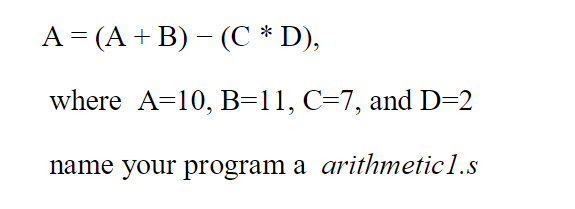 A = (A + B) – (C * D),
where A=10, B=11, C=7, and D=2
name your program a arithmetic1.s